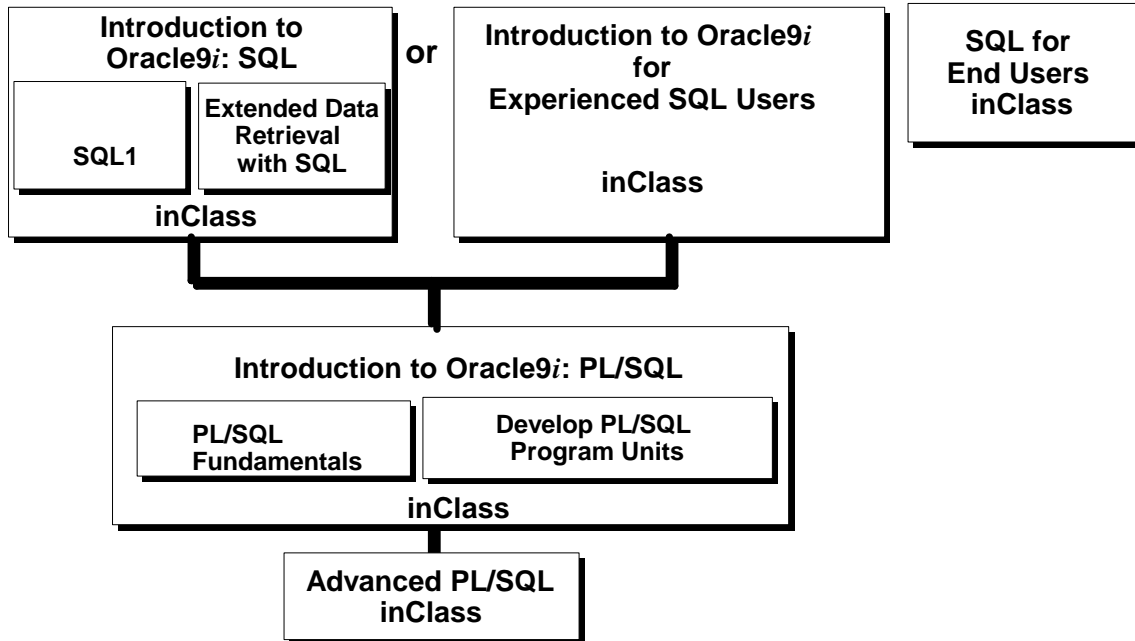 Introduction to
Oracle9i: SQL
SQL1
Extended Data
Retrieval
with SQL
inClass
or
Introduction to Oracle9i
for
Experienced SQL Users
inClass
SQL for
End Users
inClass
Introduction to Oracle9i: PL/SQL
PL/SQL
Fundamentals
Develop PL/SQL
Program Units
inClass
Advanced PL/SQL
inClass